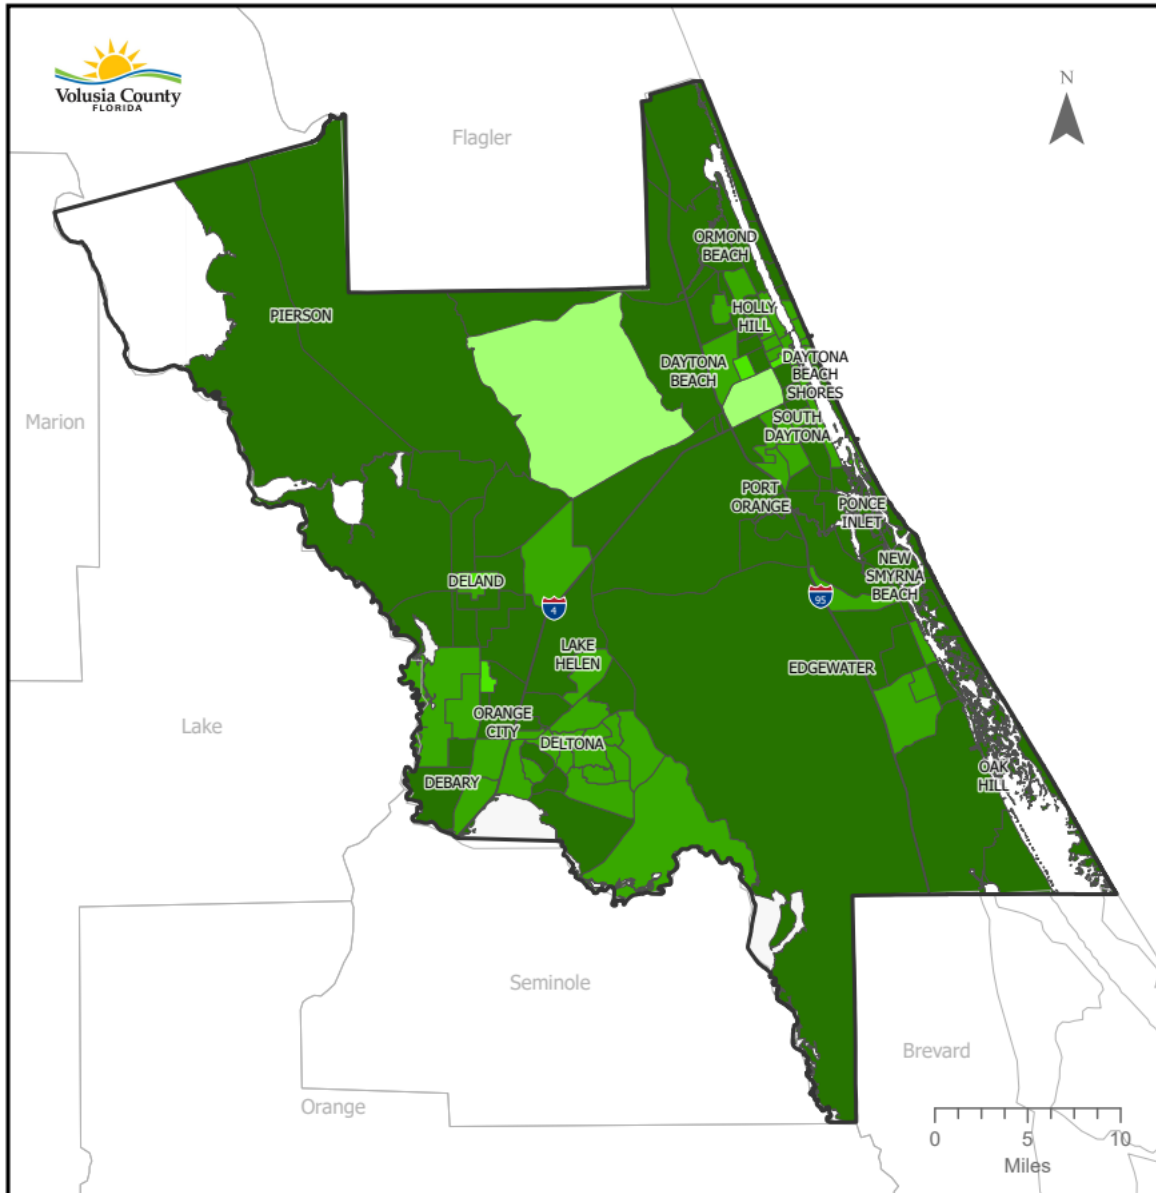 Volusia County
FLORIDA
N
Flagler
ORMOND
BEACH
PIERSON
HOLLY
HILL
DAYTONA
BEACH
DAYTONA
BEACH
SHORES
Marion
SOUTH
DAYTONA
PORT
ORANGE
PONCE
INLET
NEW
SMYRNA
BEACH
DELAND
4
95
LAKE
HELEN
EDGEWATER
Lake
ORANGE
CITY
DELTONA
DEBARY
OAK
HILL
Seminole
Brevard
Orange
0 5 10
Miles